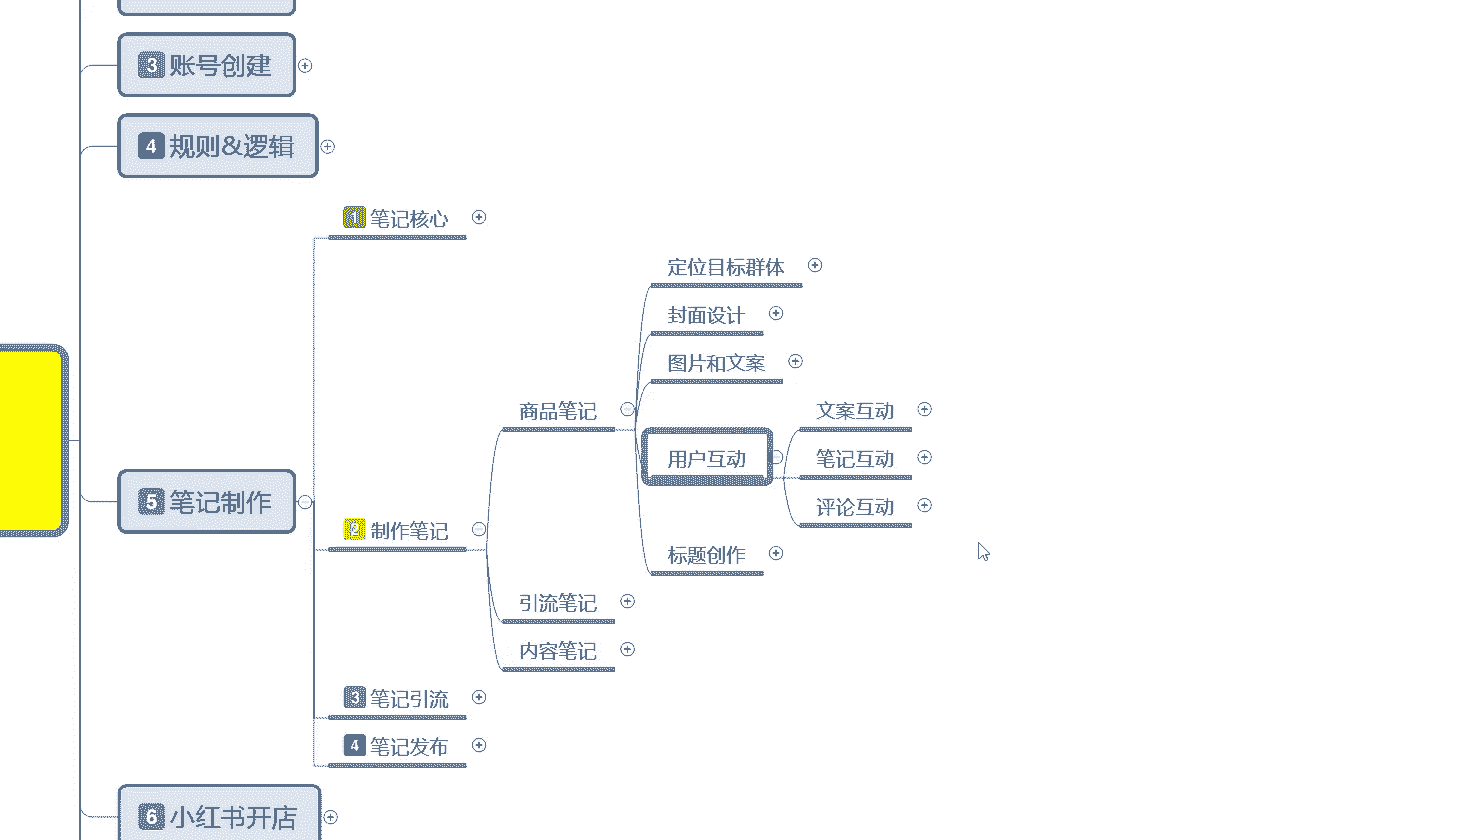 3 账号创建
4 规则&逻辑
1 笔记核心
定位目标群体
封面设计
图片和文案
商品笔记
文案互动
用户互动
笔记互动
评论互动
5 笔记制作
2 制作笔记
标题创作
引流笔记
内容笔记
3 笔记引流
4 笔记发布
6 小红书开店